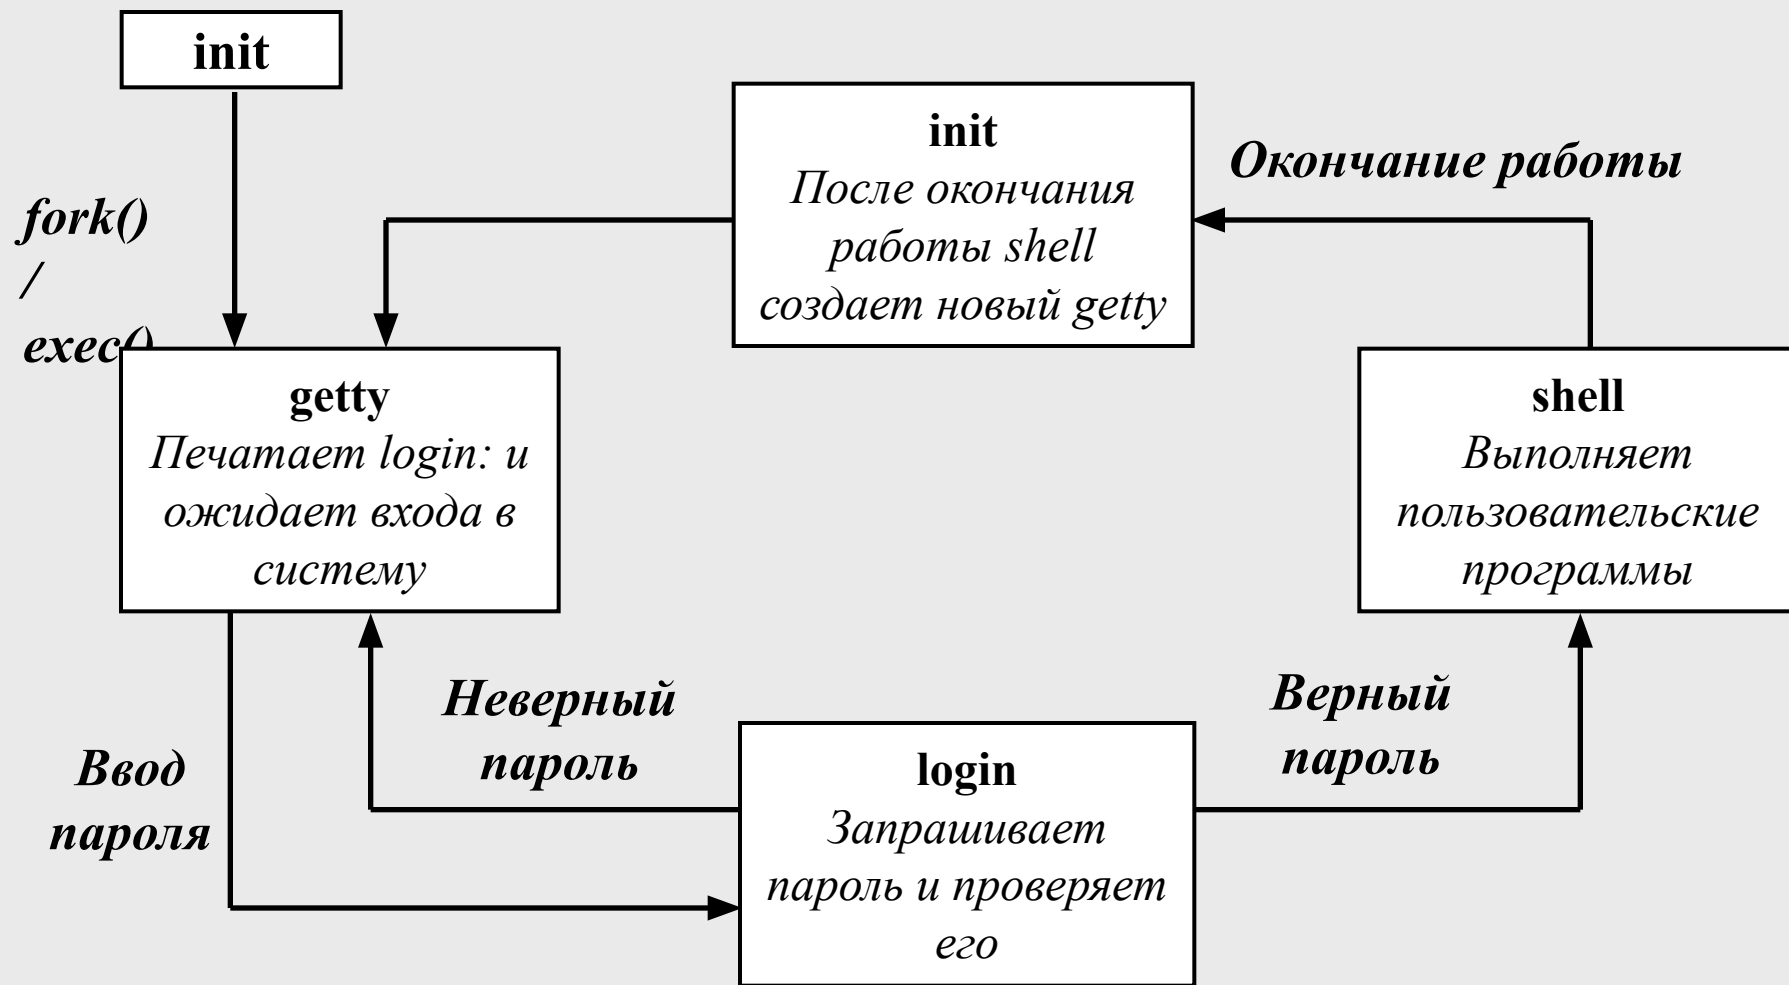 init
fork()
/
exec()
init
После окончания
работы shell
создает новый getty
Окончание работы
getty
Печатает login: и
ожидает входа в
систему
shell
Выполняет
пользовательские
программы
Ввод
пароля
Неверный
пароль
login
Запрашивает
пароль и проверяет
его
Верный
пароль